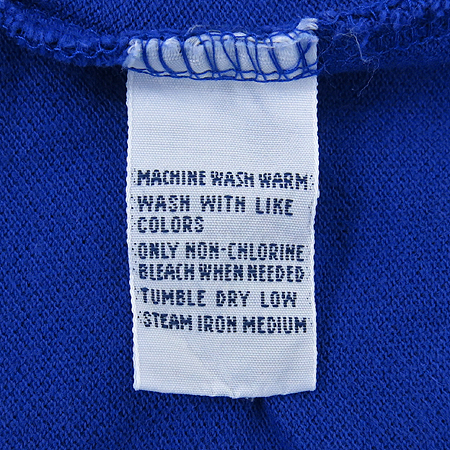 MACHINE WASH WARM
WASH WITH LIKE
COLORS
ONLY NON-CHLORINE
BLEACH WHEN NEEDED
TUMBLE DRY LOW
STEAM IRON MEDIUM